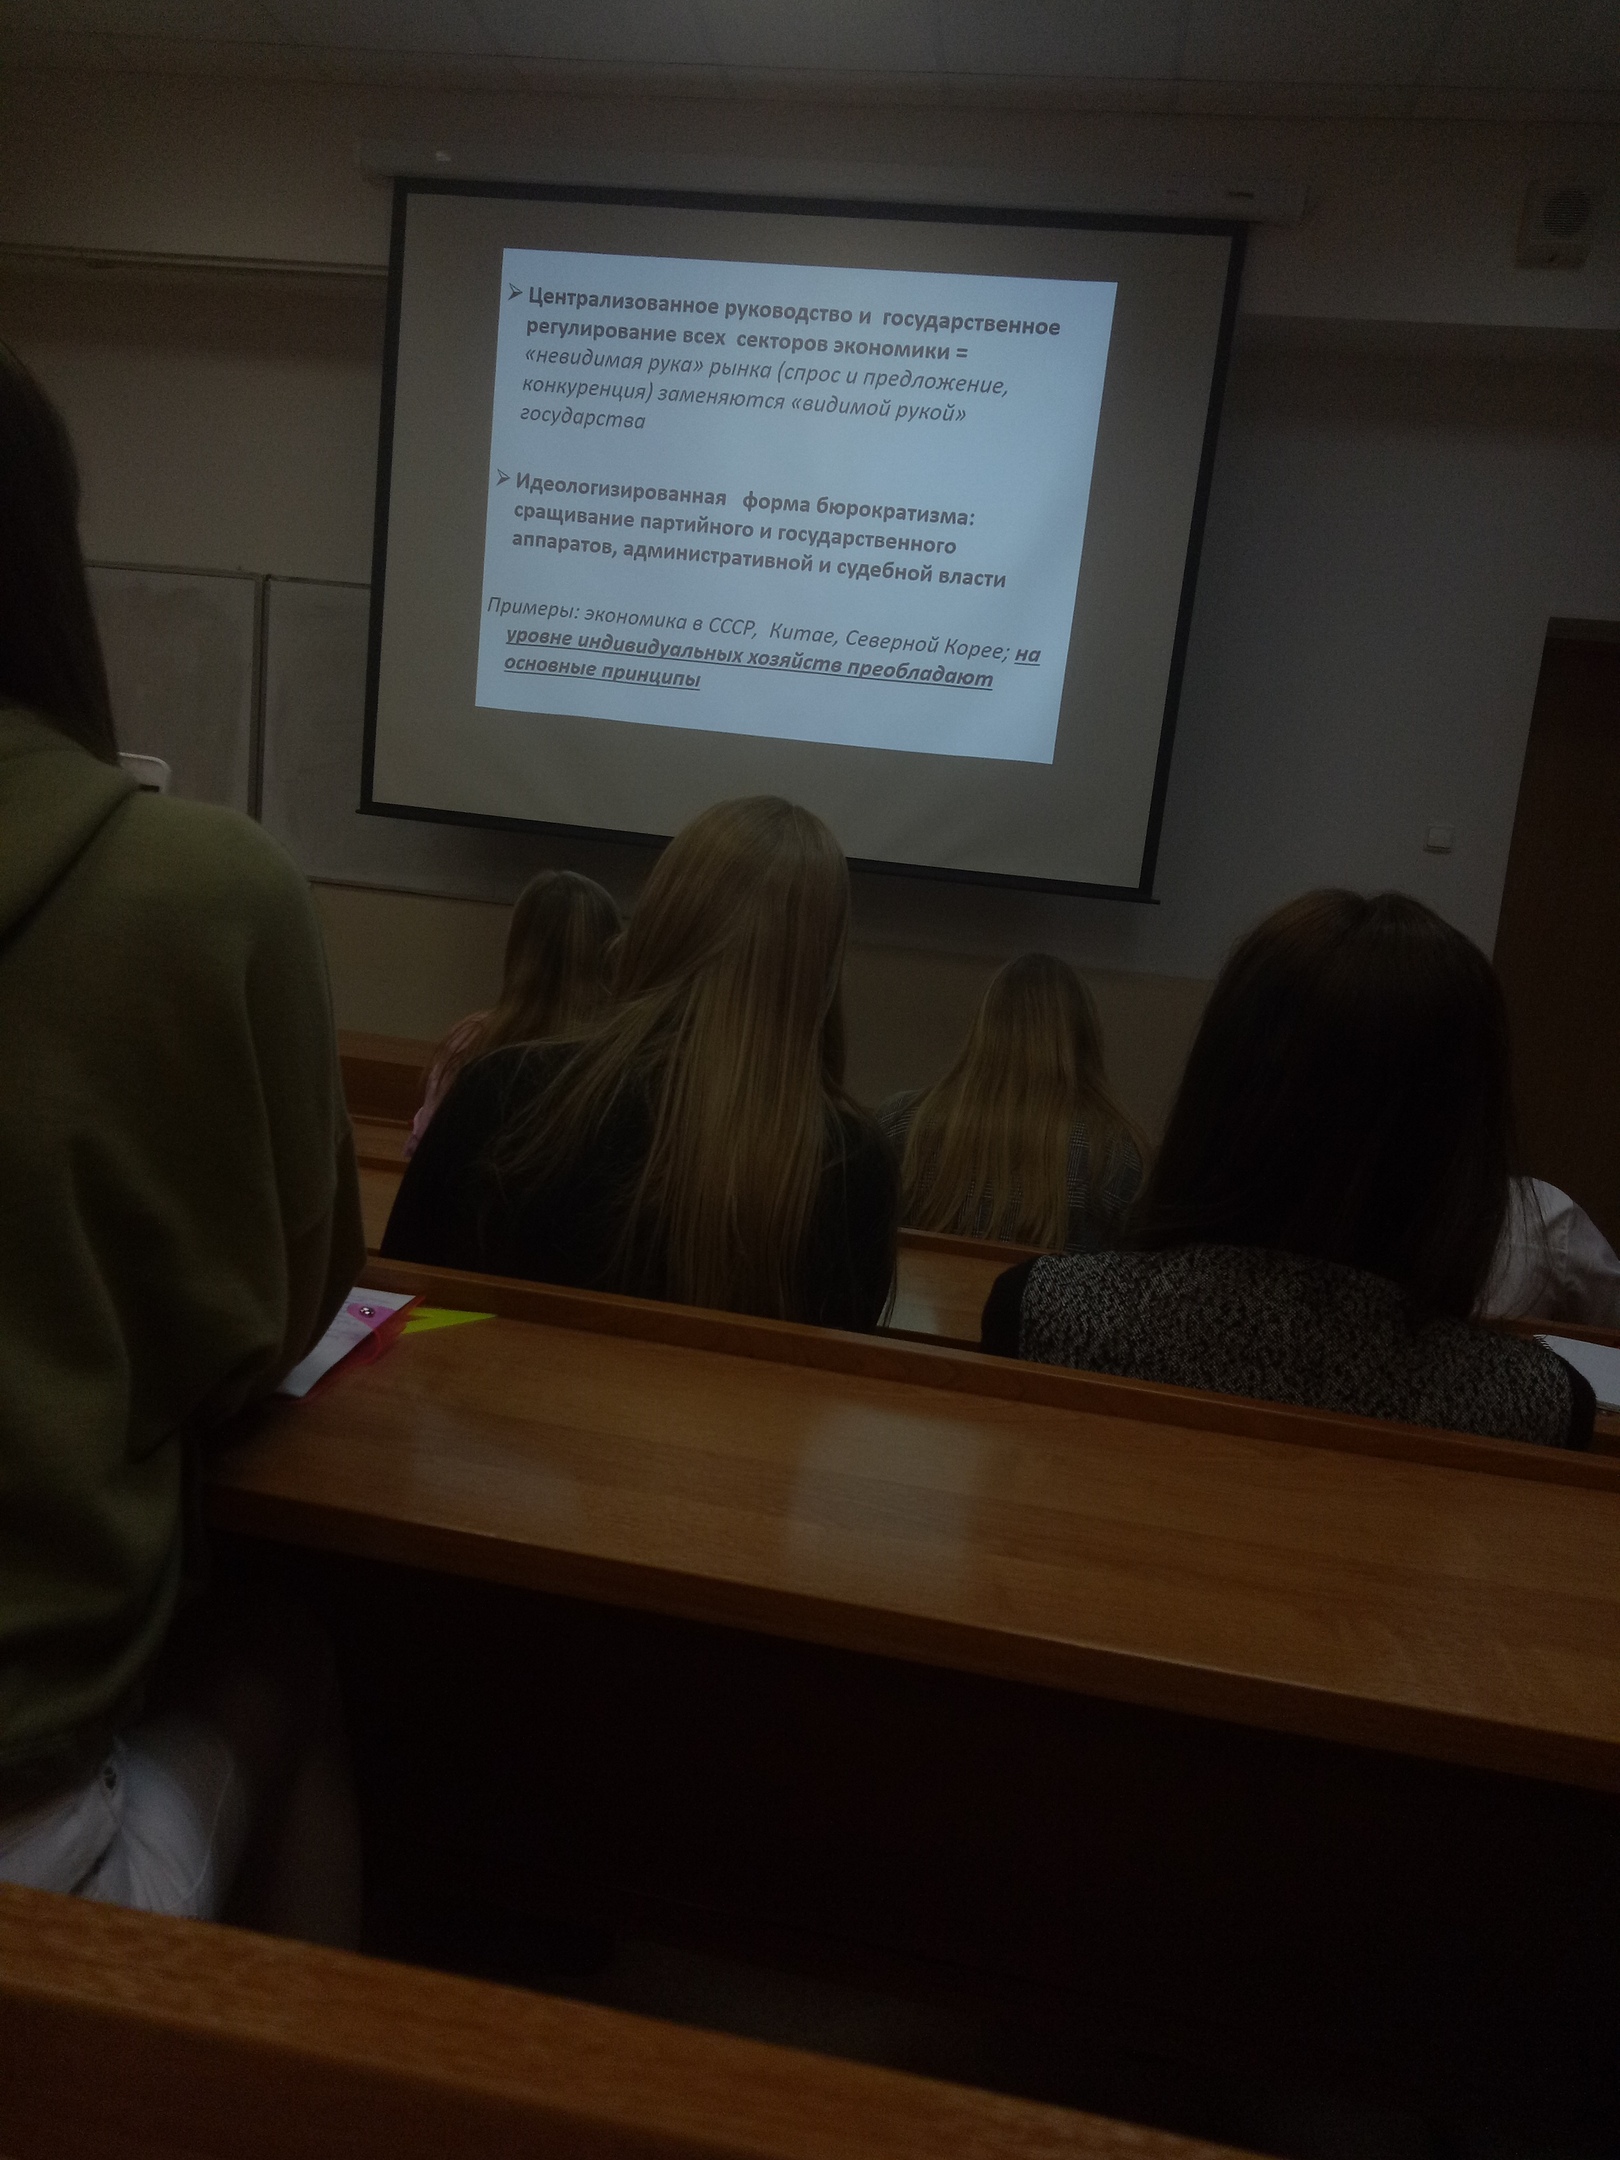 ➢ Централизованное руководство и государственное
регулирование всех секторов экономики =
«невидимая рука» рынка (спрос и предложение,
конкуренция) заменяются «видимой рукой»
государства
➢ Идеологизированная форма бюрократизма:
сращивание партийного и государственного
аппаратов, административной и судебной власти
Примеры: экономика в СССР, Китае, Северной Корее; на
уровне индивидуальных хозяйств преобладают
основные принципы